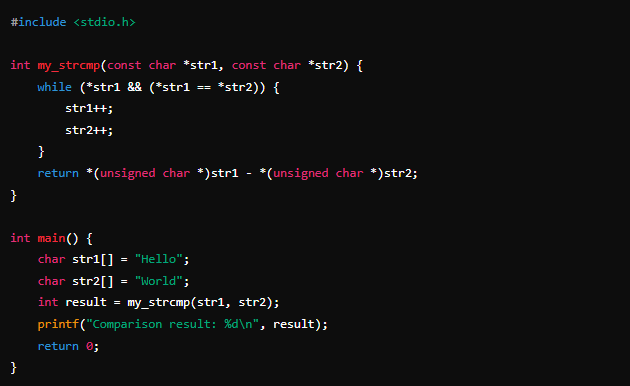 #include <stdio.h>

int my_strcmp(const char *str1, const char *str2) {
    while (*str1 && (*str1 == *str2)) {
        str1++;
        str2++;
    }
    return *(unsigned char *)str1 - *(unsigned char *)str2;
}

int main() {
    char str1[] = "Hello";
    char str2[] = "World";
    int result = my_strcmp(str1, str2);
    printf("Comparison result: %d\n", result);
    return 0;
}